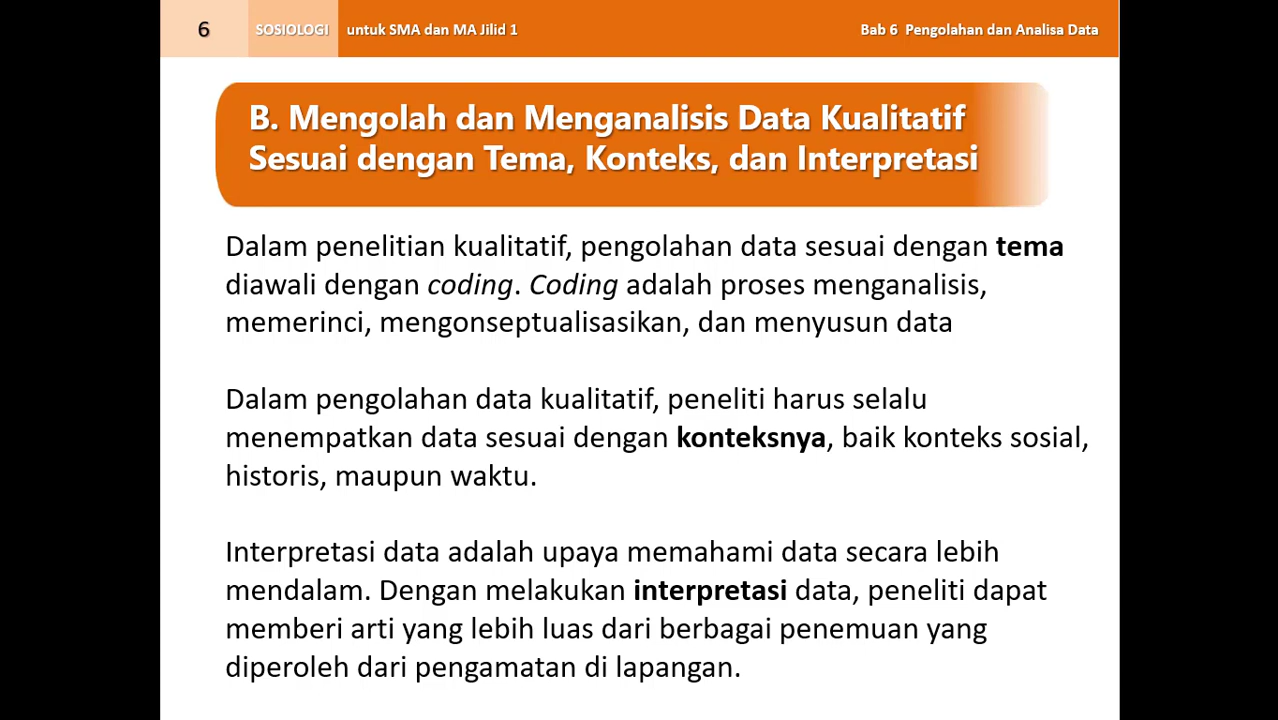 6 SOSIOLOGI untuk SMA dan MA Jilid 1 Bab 6 Pengolahan dan Analisa Data
B. Mengolah dan Menganalisis Data Kualitatif
Sesuai dengan Tema, Konteks, dan Interpretasi
Dalam penelitian kualitatif, pengolahan data sesuai dengan tema
diawali dengan coding. Coding adalah proses menganalisis,
memerinci, mengonseptualisasikan, dan menyusun data
Dalam pengolahan data kualitatif, peneliti harus selalu
menempatkan data sesuai dengan konteksnya, baik konteks sosial,
historis, maupun waktu.
Interpretasi data adalah upaya memahami data secara lebih
mendalam. Dengan melakukan interpretasi data, peneliti dapat
memberi arti yang lebih luas dari berbagai penemuan yang
diperoleh dari pengamatan di lapangan.